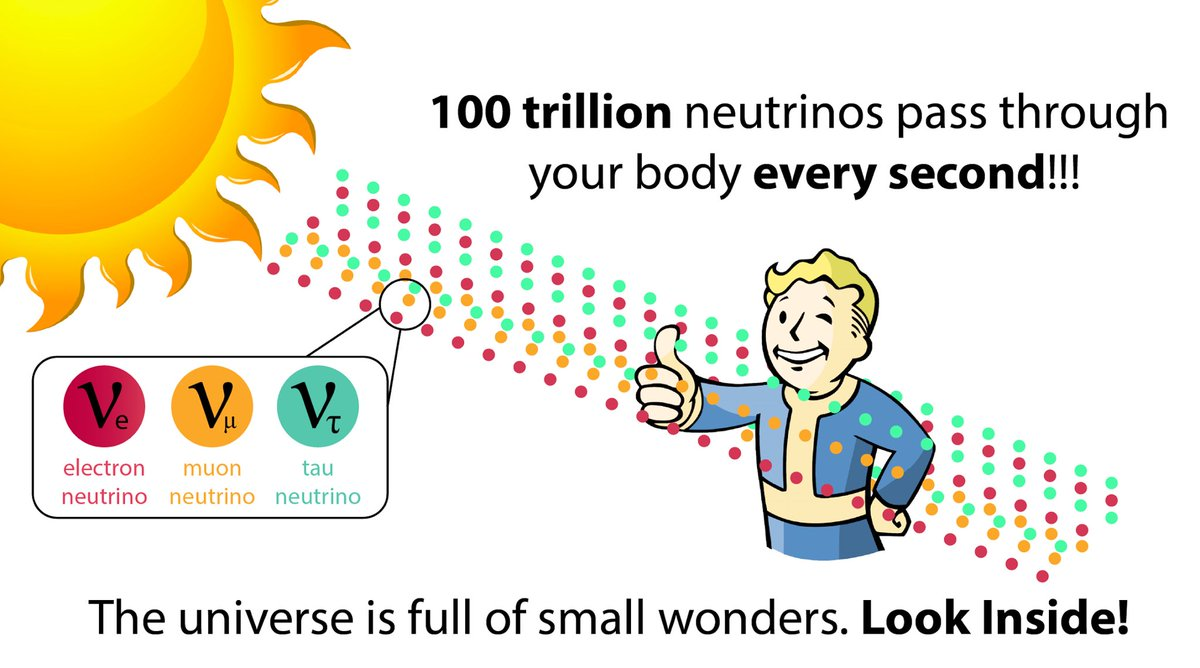 100 trillion neutrinos pass through
your body every second!!!
νe
νμ
ντ
electron
neutrino
muon
neutrino
tau
neutrino
The universe is full of small wonders. Look Inside!